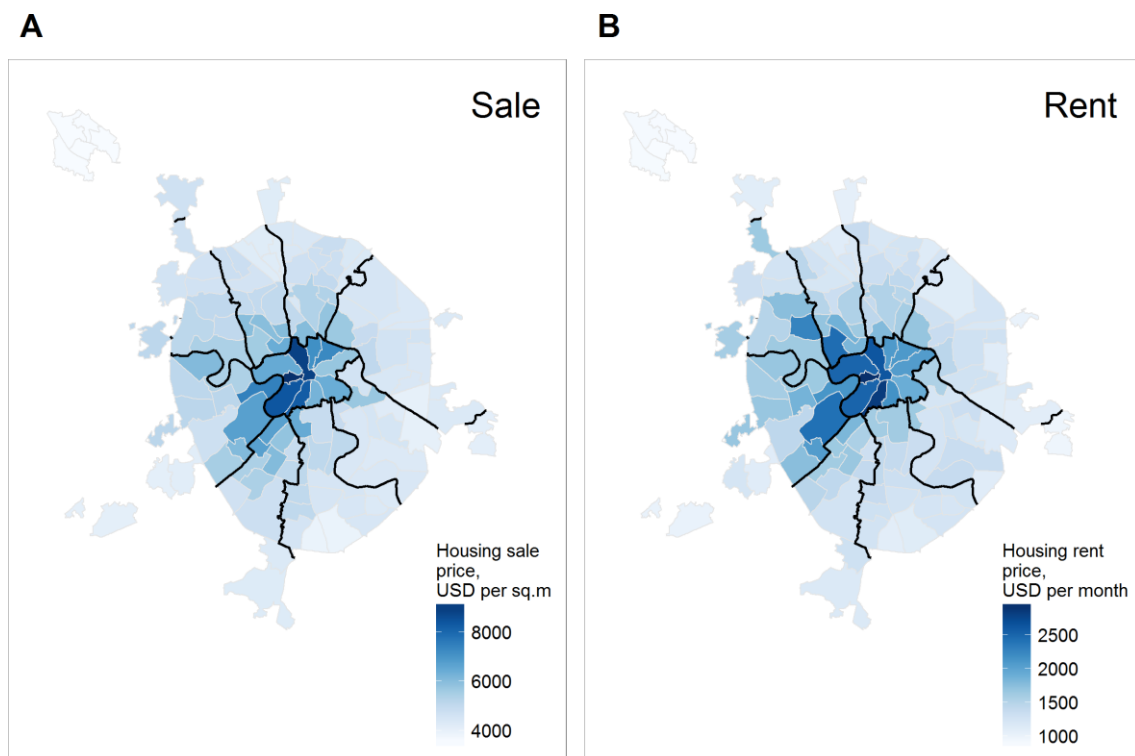 A
Sale
Housing sale
price,
USD per sq.m
8000
6000
4000
B
Rent
Housing rent
price,
USD per month
2500
2000
1500
1000